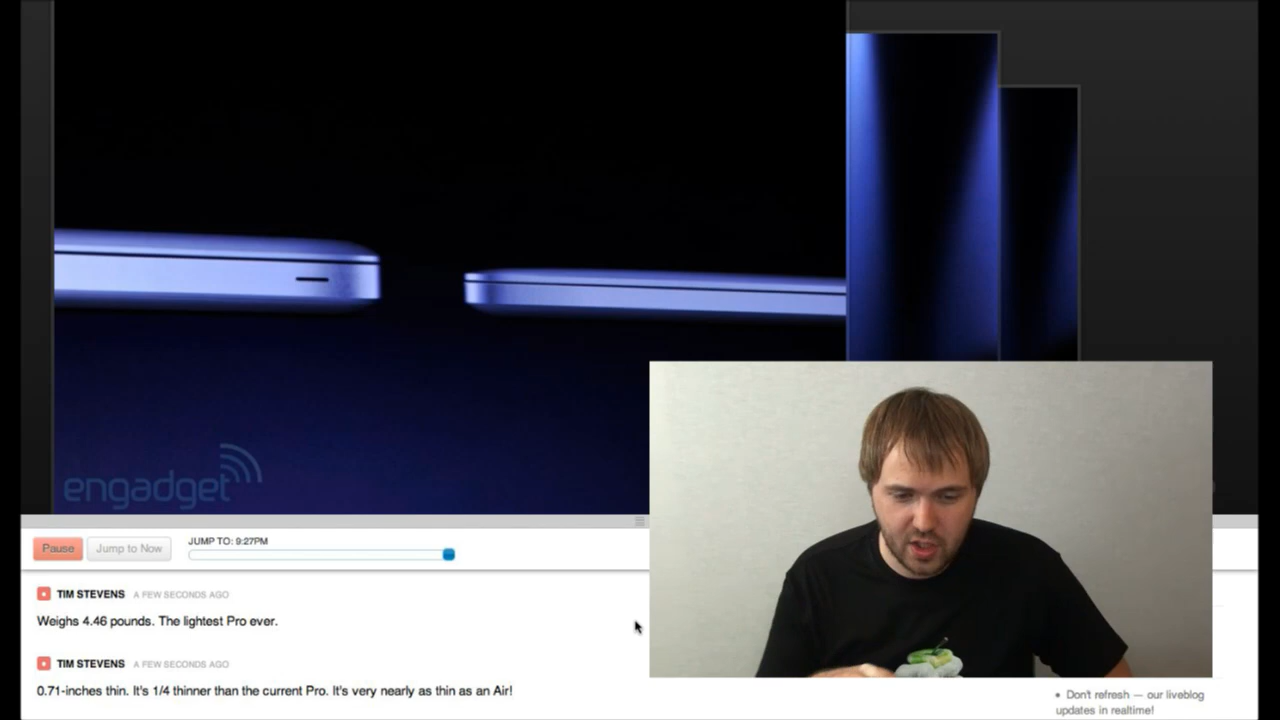 engadget
Pause
Jump to Now
JUMP TO: 9:27PM
TIM STEVENS A FEW SECONDS AGO
Weighs 4.46 pounds. The lightest Pro ever.
TIM STEVENS A FEW SECONDS AGO
0.71-inches thin. It's 1/4 thinner than the current Pro. It's very nearly as thin as an Air!
• Don't refresh — our liveblog
updates in realtime!